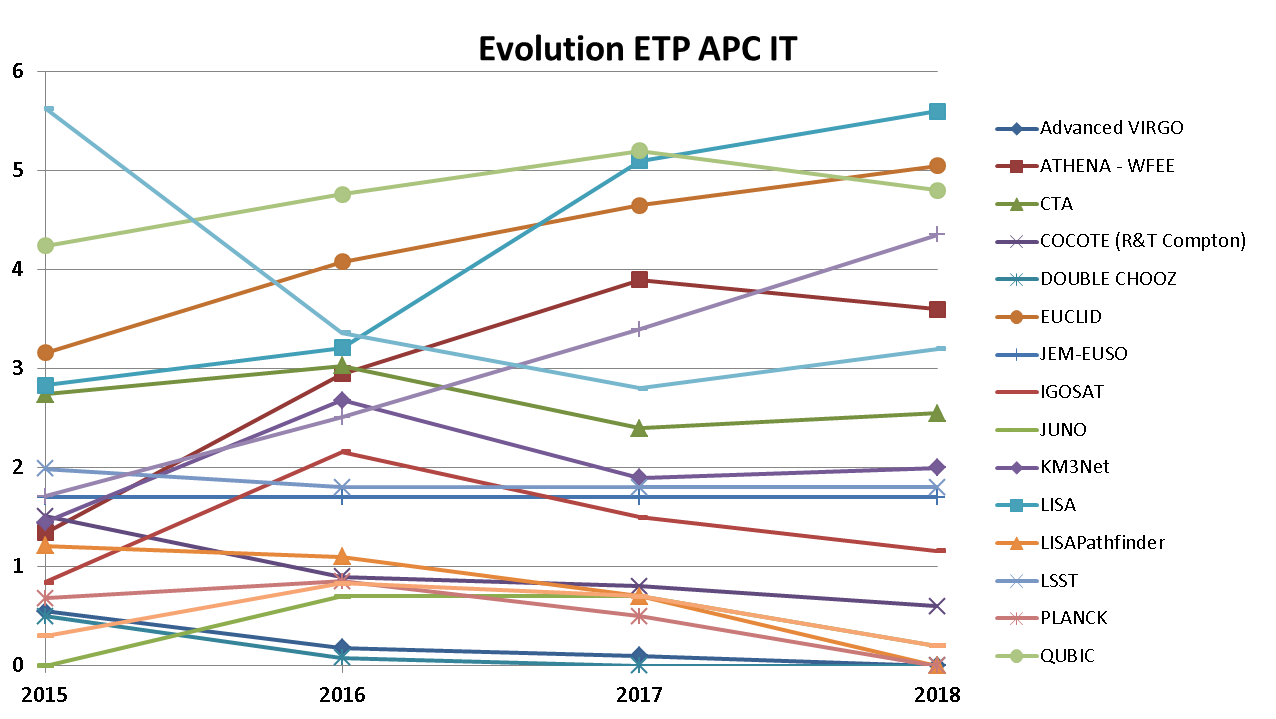 Evolution ETP APC IT
6
5
4
3
2
1
0
2015 2016 2017 2018
Advanced VIRGO
ATHENA - WFEE
CTA
COCOTE (R&T Compton)
DOUBLE CHOOZ
EUCLID
JEM-EUSO
IGOSAT
JUNO
KM3Net
LISA
LISAPathfinder
LSST
PLANCK
QUBIC